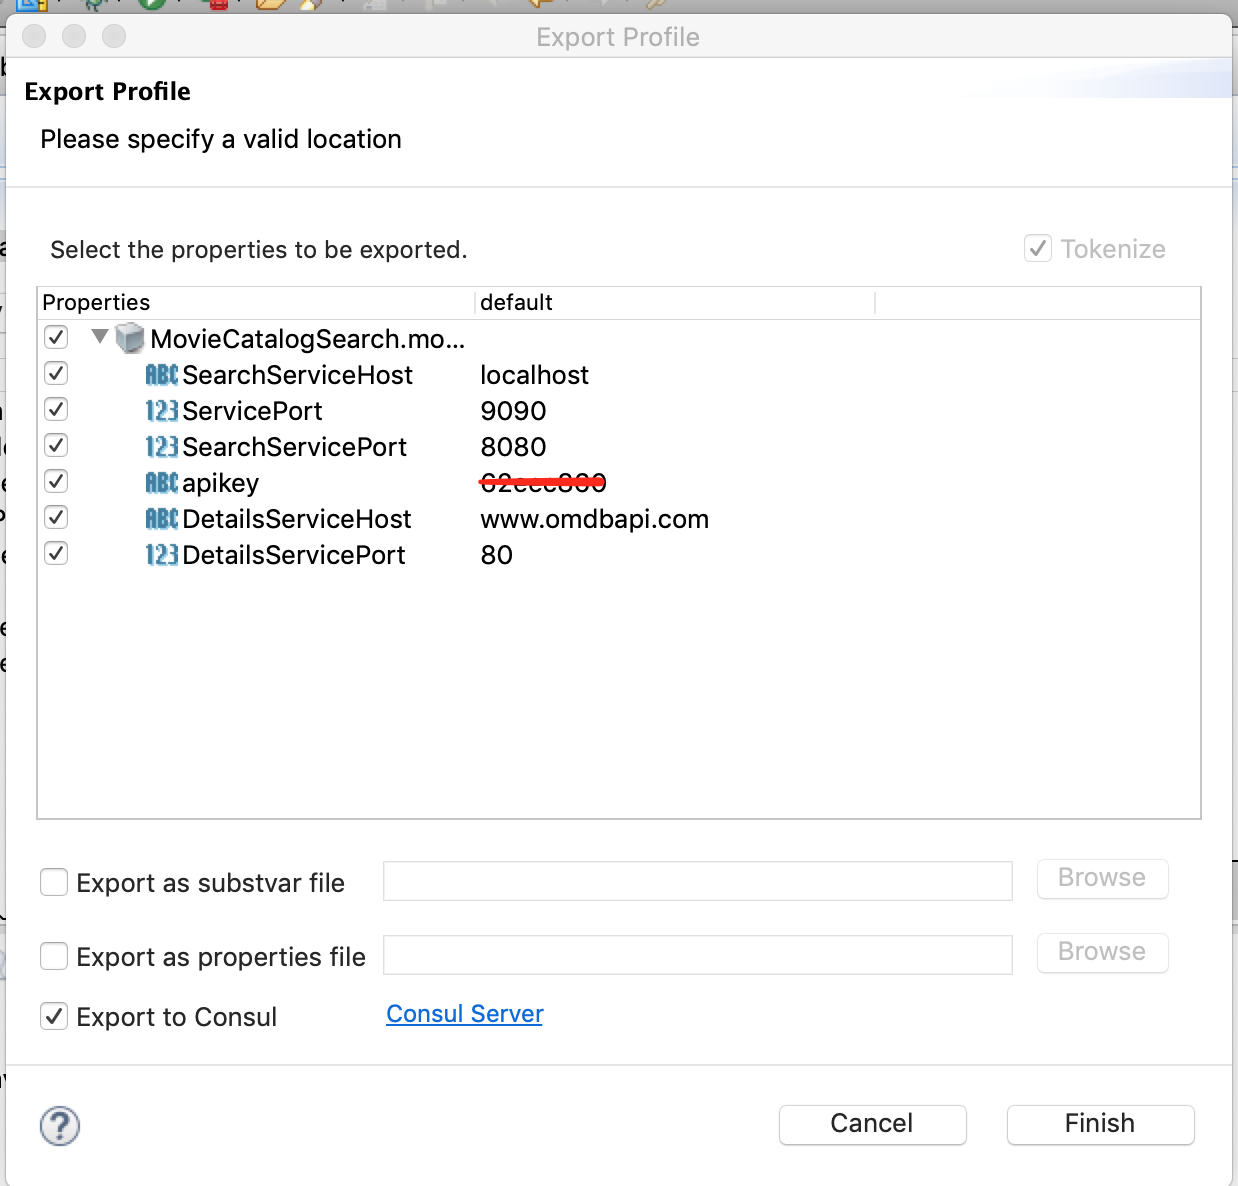 Export Profile
Export Profile
Please specify a valid location
Select the properties to be exported.
Tokenize
Properties default
MovieCatalogSearch.mo...
ABC SearchServiceHost localhost
123 ServicePort 9090
123 SearchServicePort 8080
ABC apikey
ABC DetailsServiceHost www.omdbapi.com
123 DetailsServicePort 80
Export as substvar file Browse
Export as properties file Browse
Export to Consul Consul Server
? Cancel Finish